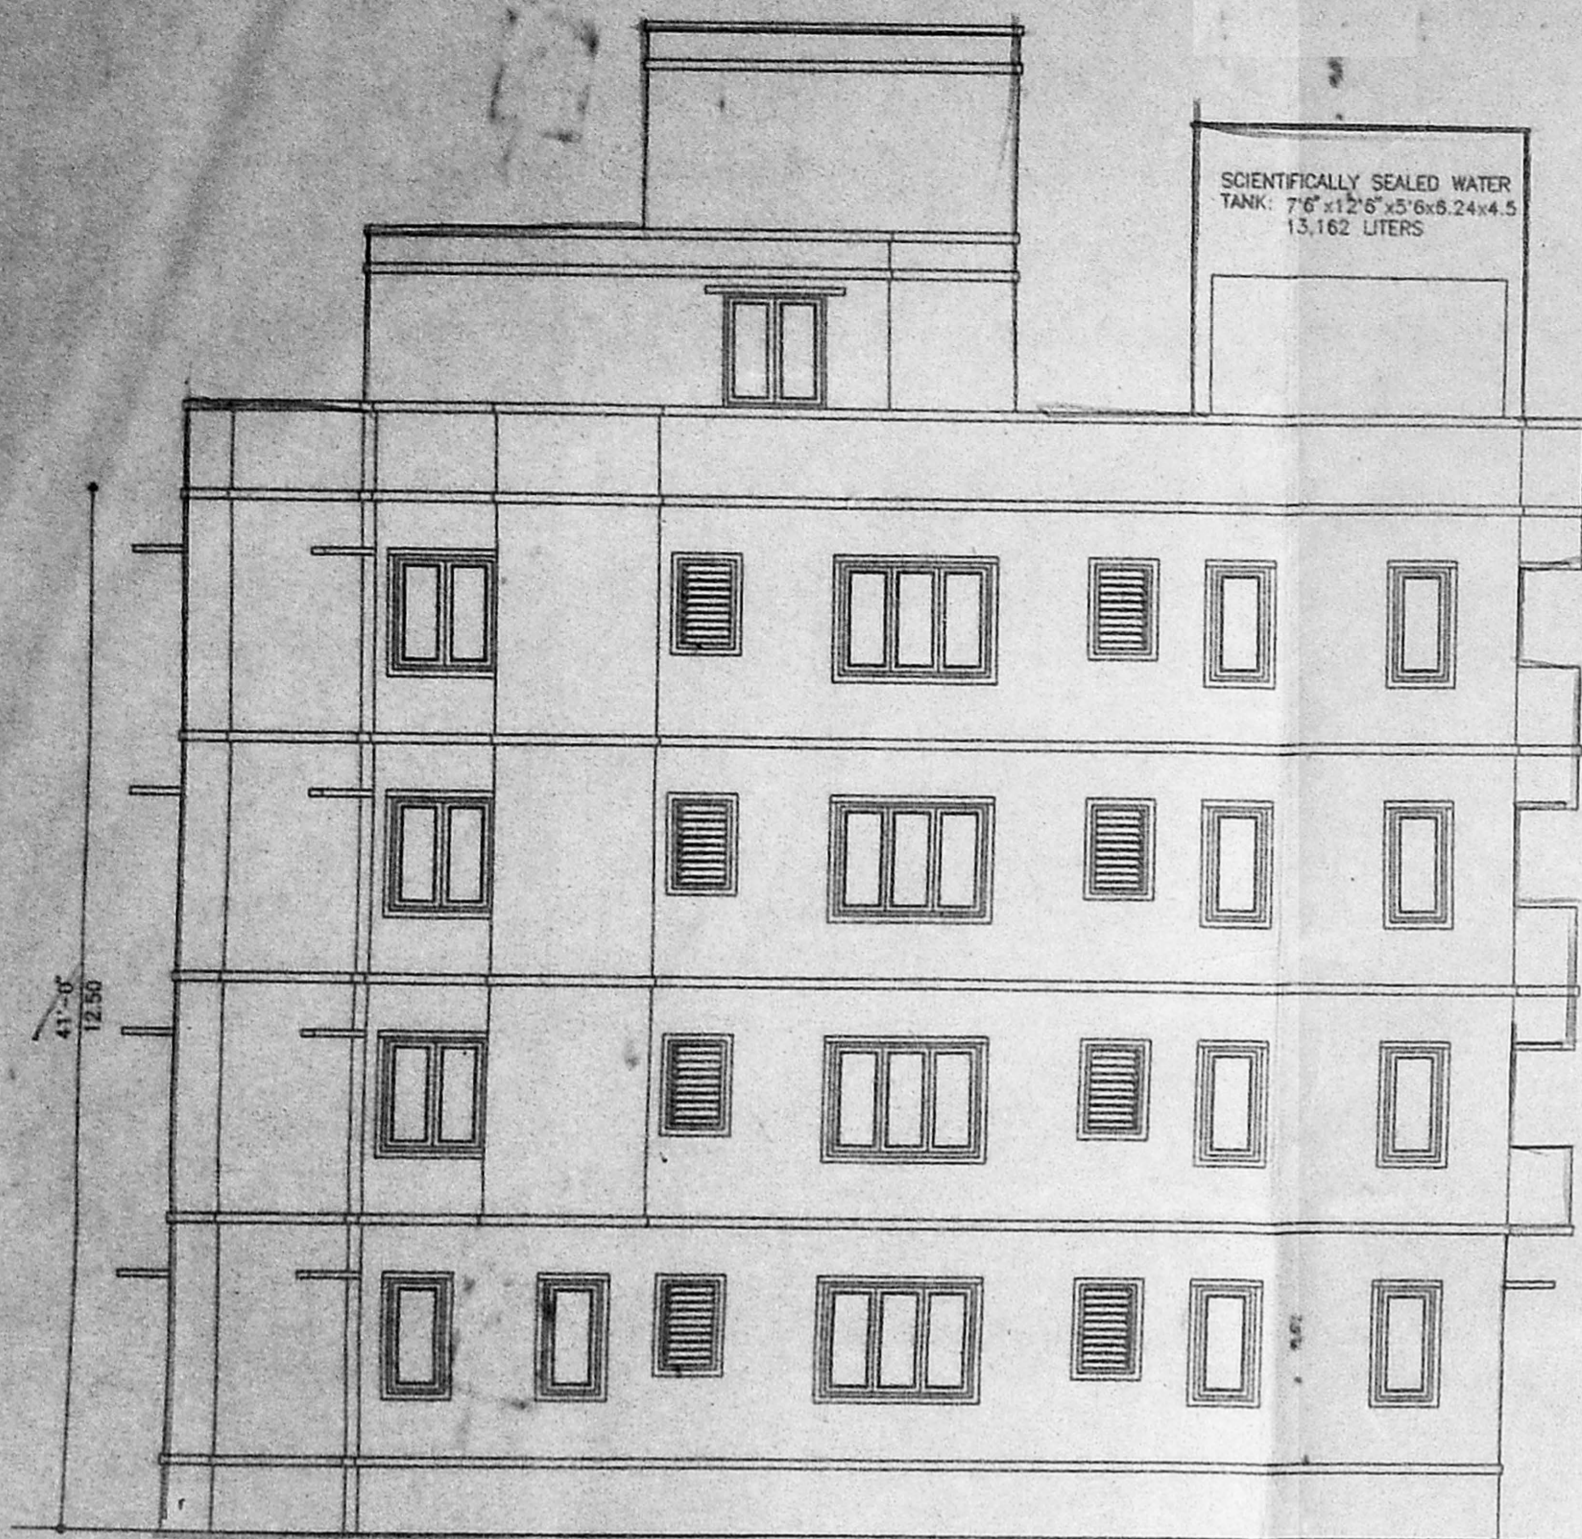 SCIENTIFICALLY SEALED WATER
TANK: 7'6"x12'6"x5'6x6.24x4.5
13,162 LITERS
41'-0"
12.50